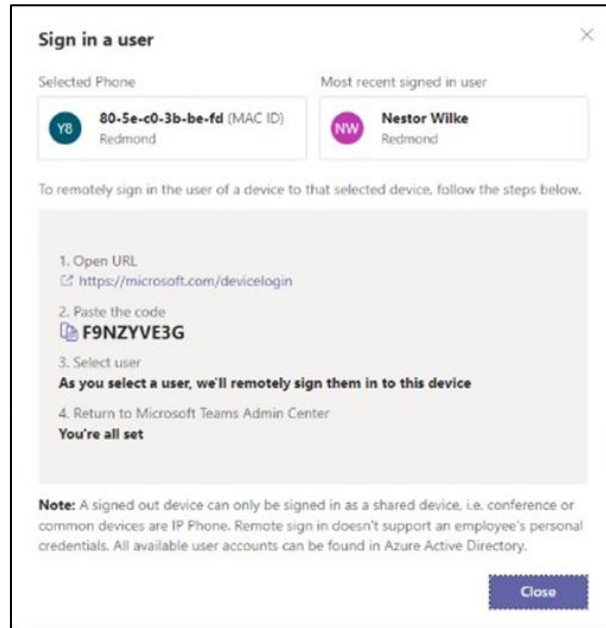 Sign in a user
Selected Phone
Most recent signed in user
Y8
80-5e-c0-3b-be-fd (MAC ID)
Redmond
NW
Nestor Wilke
Redmond
To remotely sign in the user of a device to that selected device, follow the steps below.
1. Open URL
https://microsoft.com/devicelogin
2. Paste the code
F9NZYVE3G
3. Select user
As you select a user, we'll remotely sign them in to this device
4. Return to Microsoft Teams Admin Center
You're all set
Note: A signed out device can only be signed in as a shared device, i.e. conference or
common devices are IP Phone. Remote sign in doesn't support an employee's personal
credentials. All available user accounts can be found in Azure Active Directory.
Close